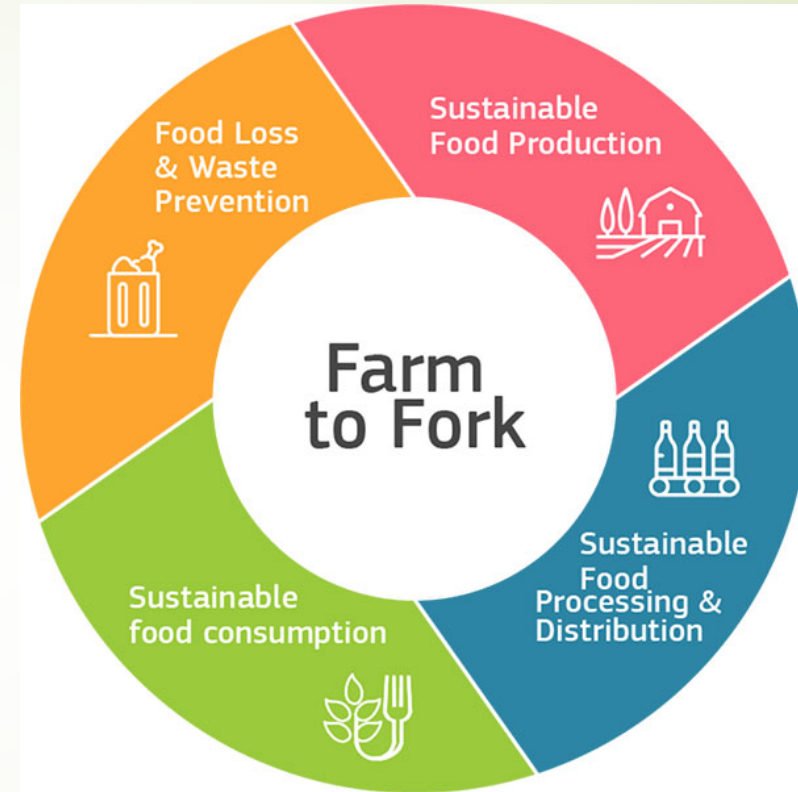 Food Loss
& Waste
Prevention
Sustainable
Food Production
Farm
to Fork
Sustainable
Food
Processing &
Distribution
Sustainable
food consumption